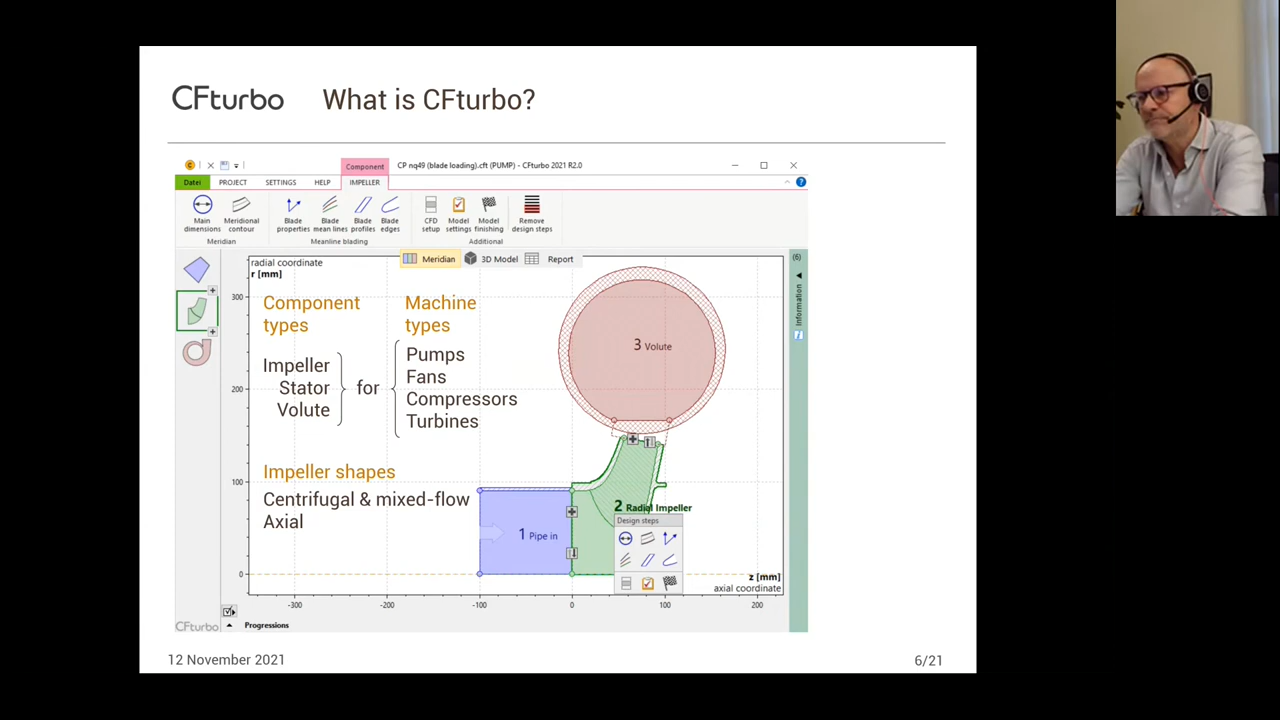 CFturbo
What is CFturbo?
Component
CP nq49 (blade loading).cft (PUMP) - CFturbo 2021 R2.0
Datei
PROJECT
SETTINGS
HELP
IMPELLER
Main dimensions
Meridional contour
Blade properties
Blade mean lines
Blade profiles
Blade edges
CFD setup
Model settings
Model finishing
Remove design steps
Meridian
Meanline blading
Additional
radial coordinate
r [mm]
Meridian
3D Model
Report
(6)
Information
300
200
100
0
Component types
Machine types
Impeller
Stator
Volute
for
Pumps
Fans
Compressors
Turbines
Impeller shapes
Centrifugal & mixed-flow
Axial
3 Volute
2 Radial Impeller
Design steps
1 Pipe in
z [mm]
axial coordinate
-300
-200
-100
0
100
200
CFturbo
Progressions
12 November 2021
6/21